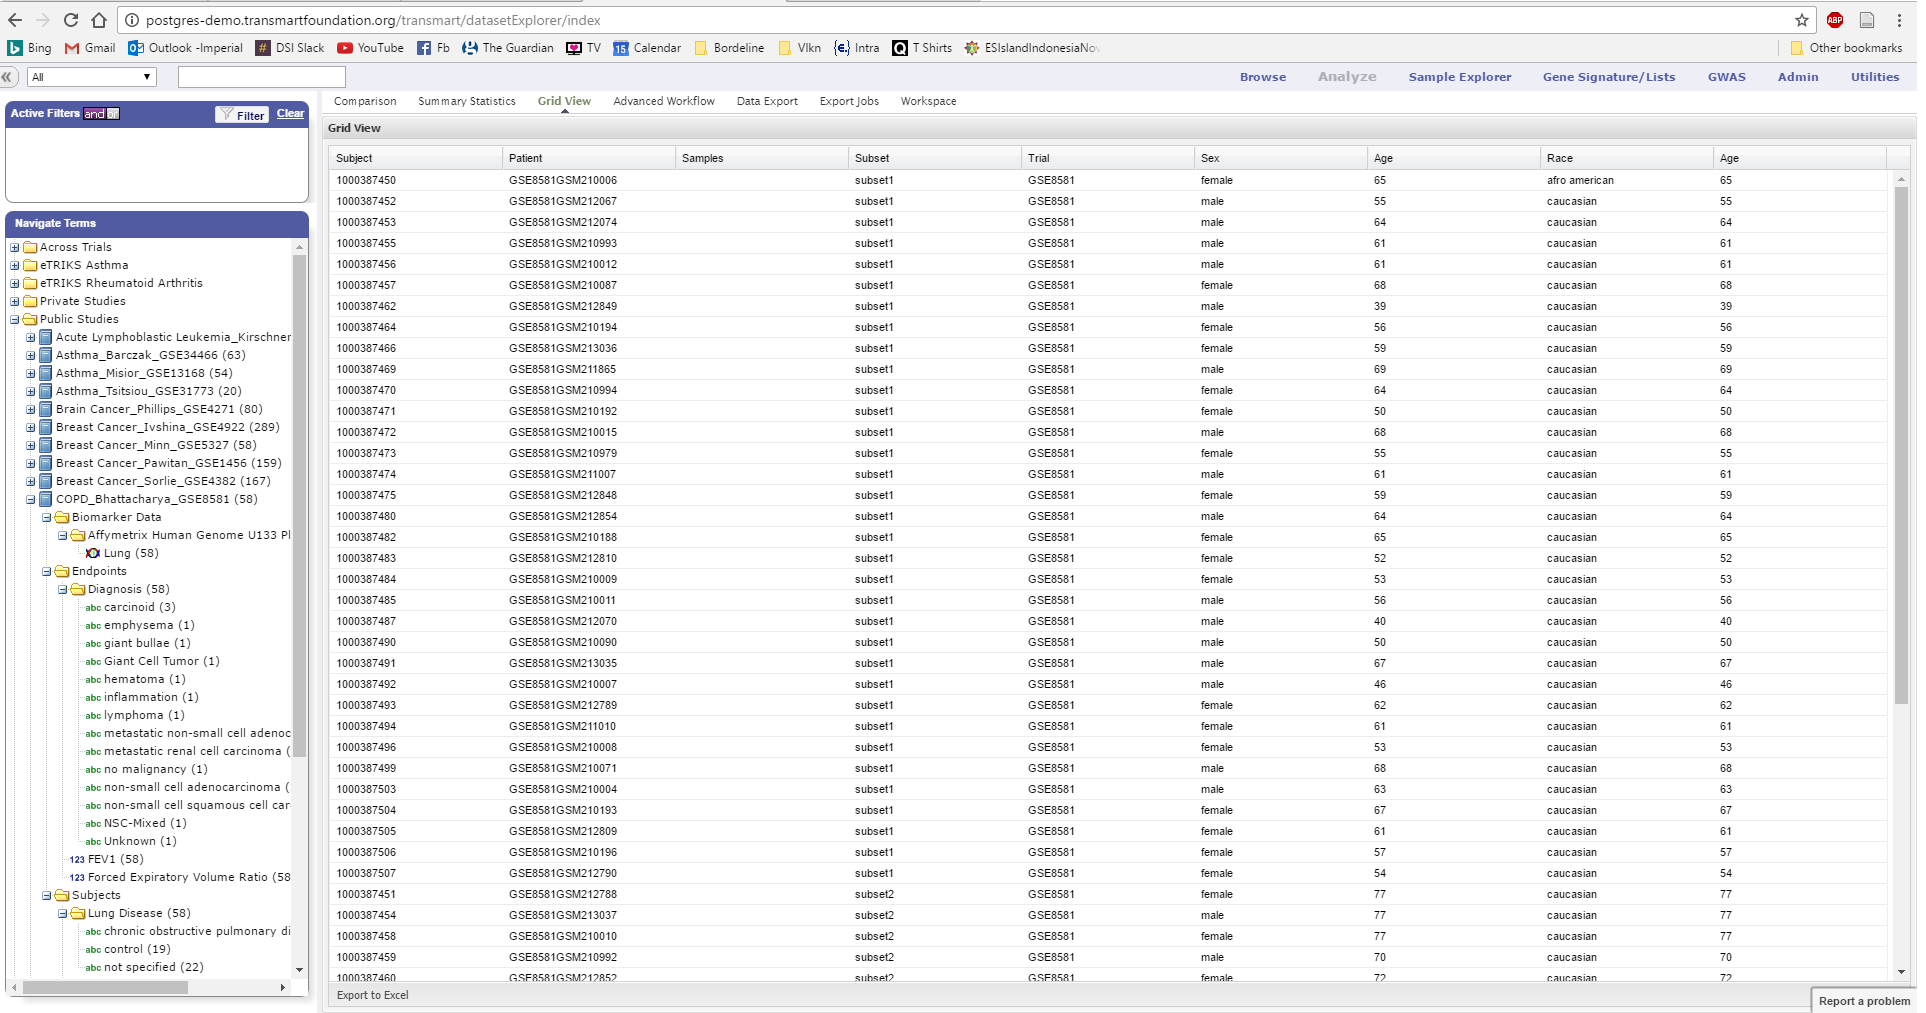 postgres-demo.transmartfoundation.org/transmart/datasetExplorer/index
Bing Gmail Outlook -Imperial DSI Slack YouTube Fb The Guardian TV Calendar Bordeline Vlkn Intra T Shirts ESIslandIndonesiaNov Other bookmarks
All Browse Analyze Sample Explorer Gene Signature/Lists GWAS Admin Utilities
Active Filters and or Filter Clear
Navigate Terms
Across Trials
eTRIKS Asthma
eTRIKS Rheumatoid Arthritis
Private Studies
Public Studies
Acute Lymphoblastic Leukemia_Kirschner
Asthma_Barczak_GSE34466 (63)
Asthma_Misior_GSE13168 (54)
Asthma_Tsitsiou_GSE31773 (20)
Brain Cancer_Phillips_GSE4271 (80)
Breast Cancer_Ivshina_GSE4922 (289)
Breast Cancer_Minn_GSE5327 (58)
Breast Cancer_Pawitan_GSE1456 (159)
Breast Cancer_Sorlie_GSE4382 (167)
COPD_Bhattacharya_GSE8581 (58)
Biomarker Data
Affymetrix Human Genome U133 Pl
Lung (58)
Endpoints
Diagnosis (58)
abc carcinoid (3)
abc emphysema (1)
abc giant bullae (1)
abc Giant Cell Tumor (1)
abc hematoma (1)
abc inflammation (1)
abc lymphoma (1)
abc metastatic non-small cell adenoc
abc metastatic renal cell carcinoma (
abc no malignancy (1)
abc non-small cell adenocarcinoma (
abc non-small cell squamous cell car
abc NSC-Mixed (1)
abc Unknown (1)
123 FEV1 (58)
123 Forced Expiratory Volume Ratio (58
Subjects
Lung Disease (58)
abc chronic obstructive pulmonary di
abc control (19)
abc not specified (22)
Comparison Summary Statistics Grid View Advanced Workflow Data Export Export Jobs Workspace
Grid View
Subject Patient Samples Subset Trial Sex Age Race Age
1000387450 GSE8581GSM210006 subset1 GSE8581 female 65 afro american 65
1000387452 GSE8581GSM212067 subset1 GSE8581 male 55 caucasian 55
1000387453 GSE8581GSM212074 subset1 GSE8581 male 64 caucasian 64
1000387455 GSE8581GSM210993 subset1 GSE8581 male 61 caucasian 61
1000387456 GSE8581GSM210012 subset1 GSE8581 male 61 caucasian 61
1000387457 GSE8581GSM210087 subset1 GSE8581 female 68 caucasian 68
1000387462 GSE8581GSM212849 subset1 GSE8581 male 39 caucasian 39
1000387464 GSE8581GSM210194 subset1 GSE8581 female 56 caucasian 56
1000387466 GSE8581GSM213036 subset1 GSE8581 female 59 caucasian 59
1000387469 GSE8581GSM211865 subset1 GSE8581 male 69 caucasian 69
1000387470 GSE8581GSM210994 subset1 GSE8581 female 64 caucasian 64
1000387471 GSE8581GSM210192 subset1 GSE8581 female 50 caucasian 50
1000387472 GSE8581GSM210015 subset1 GSE8581 male 68 caucasian 68
1000387473 GSE8581GSM210979 subset1 GSE8581 female 55 caucasian 55
1000387474 GSE8581GSM211007 subset1 GSE8581 male 61 caucasian 61
1000387475 GSE8581GSM212848 subset1 GSE8581 female 59 caucasian 59
1000387480 GSE8581GSM212854 subset1 GSE8581 male 64 caucasian 64
1000387482 GSE8581GSM210188 subset1 GSE8581 female 65 caucasian 65
1000387483 GSE8581GSM212810 subset1 GSE8581 female 52 caucasian 52
1000387484 GSE8581GSM210009 subset1 GSE8581 female 53 caucasian 53
1000387485 GSE8581GSM210011 subset1 GSE8581 male 56 caucasian 56
1000387487 GSE8581GSM212070 subset1 GSE8581 male 40 caucasian 40
1000387490 GSE8581GSM210090 subset1 GSE8581 male 50 caucasian 50
1000387491 GSE8581GSM213035 subset1 GSE8581 male 67 caucasian 67
1000387492 GSE8581GSM210007 subset1 GSE8581 male 46 caucasian 46
1000387493 GSE8581GSM212789 subset1 GSE8581 female 62 caucasian 62
1000387494 GSE8581GSM211010 subset1 GSE8581 female 61 caucasian 61
1000387496 GSE8581GSM210008 subset1 GSE8581 female 53 caucasian 53
1000387499 GSE8581GSM210071 subset1 GSE8581 male 68 caucasian 68
1000387503 GSE8581GSM210004 subset1 GSE8581 male 63 caucasian 63
1000387504 GSE8581GSM210193 subset1 GSE8581 female 67 caucasian 67
1000387505 GSE8581GSM212809 subset1 GSE8581 female 61 caucasian 61
1000387506 GSE8581GSM210196 subset1 GSE8581 female 57 caucasian 57
1000387507 GSE8581GSM212790 subset1 GSE8581 female 54 caucasian 54
1000387451 GSE8581GSM212788 subset2 GSE8581 female 77 caucasian 77
1000387454 GSE8581GSM213037 subset2 GSE8581 male 77 caucasian 77
1000387458 GSE8581GSM210010 subset2 GSE8581 female 77 caucasian 77
1000387459 GSE8581GSM210992 subset2 GSE8581 male 70 caucasian 70
1000387460 GSE8581GSM212852 subset2 GSE8581 female 72 caucasian 72
Export to Excel
Report a problem